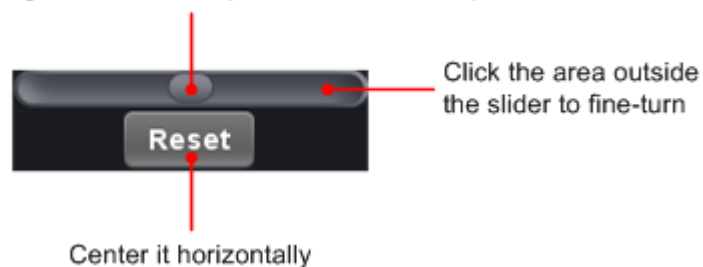 Click the area outside
the slider to fine-turn
Reset
Center it horizontally